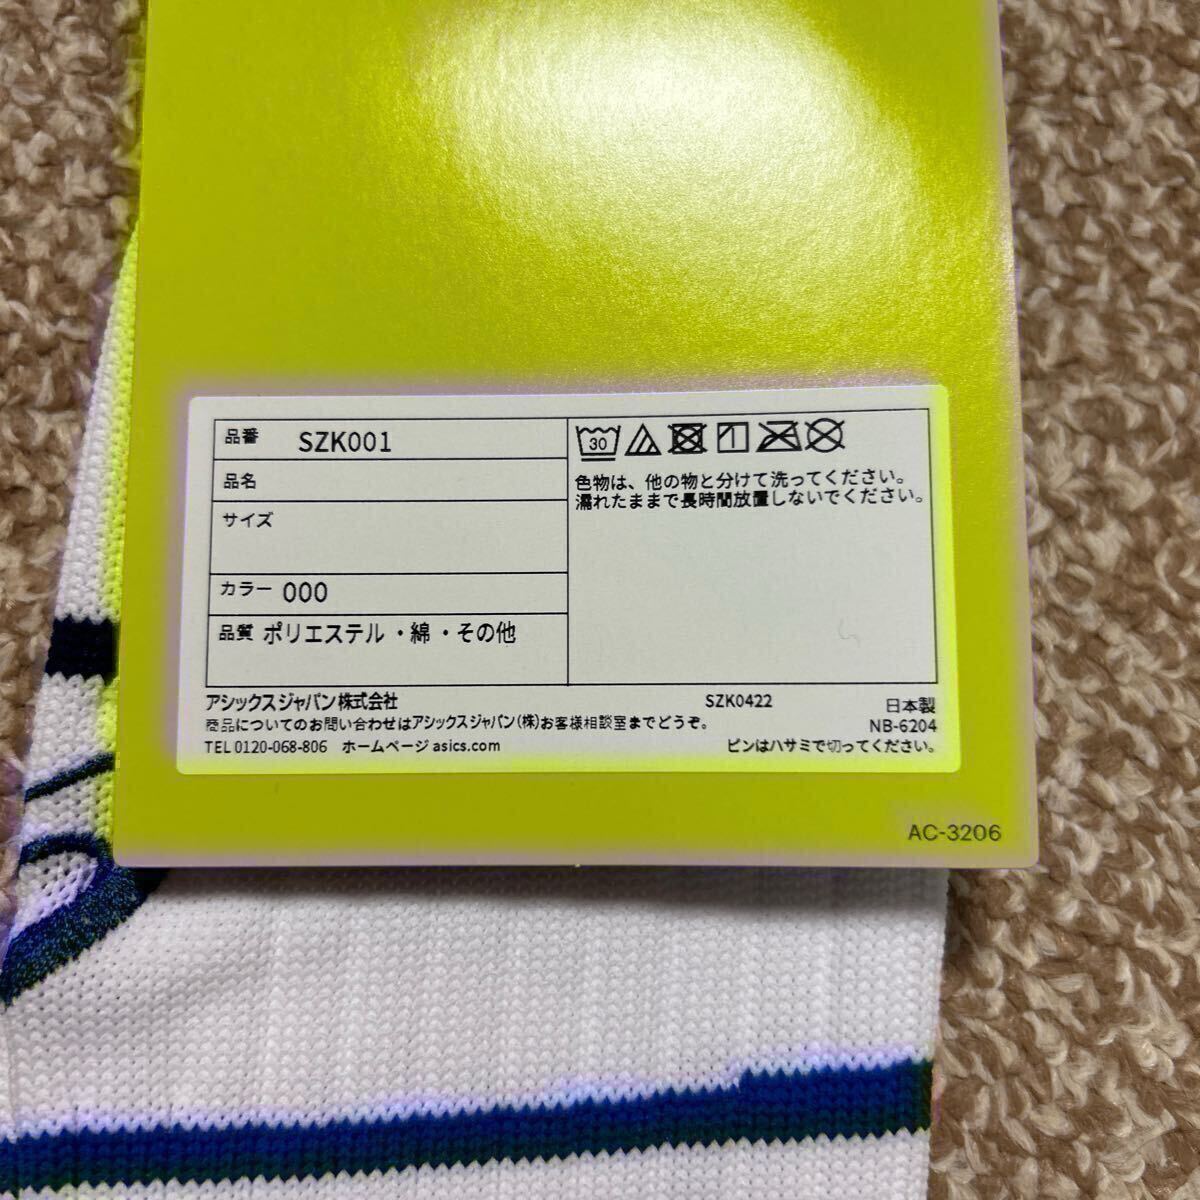 品番 SZK001
品名
サイズ
カラー 000
品質 ポリエステル・綿・その他
30
色物は、他の物と分けて洗ってください。
濡れたままで長時間放置しないでください。
アシックスジャパン株式会社 SZK0422 日本製
商品についてのお問い合わせはアシックスジャパン(株)お客様相談室までどうぞ。 NB-6204
TEL 0120-068-806 ホームページ asics.com ピンはハサミで切ってください。
AC-3206